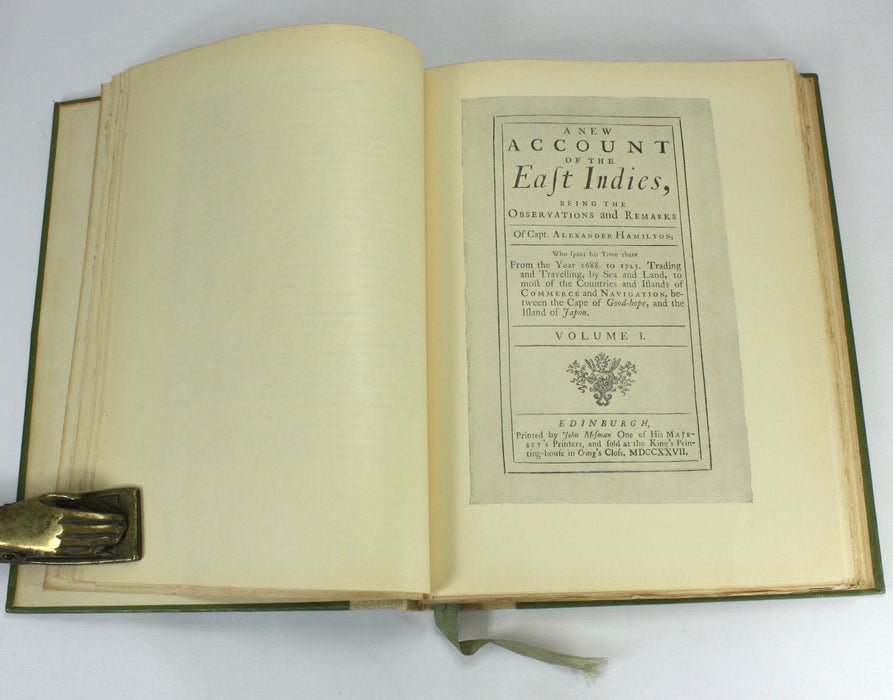 A NEW
ACCOUNT
OF THE
Eaſt Indies,
BEING THE
OBSERVATIONS and REMARKS
Of Capt. ALEXANDER HAMILTON,
Who ſpent his Time there
From the Year 1688. to 1723. Trading
and Travelling, by Sea and Land, to
moſt of the Countries and Iſlands of
COMMERCE and NAVIGATION, be-
tween the Cape of Good-hope, and the
Iſland of Japon.
VOLUME I.
EDINBURGH,
Printed by John Moſman One of His MAJE-
STY's Printers, and ſold at the King's Prin-
ting-houſe in Craig's Cloſs. MDCCXXVII.